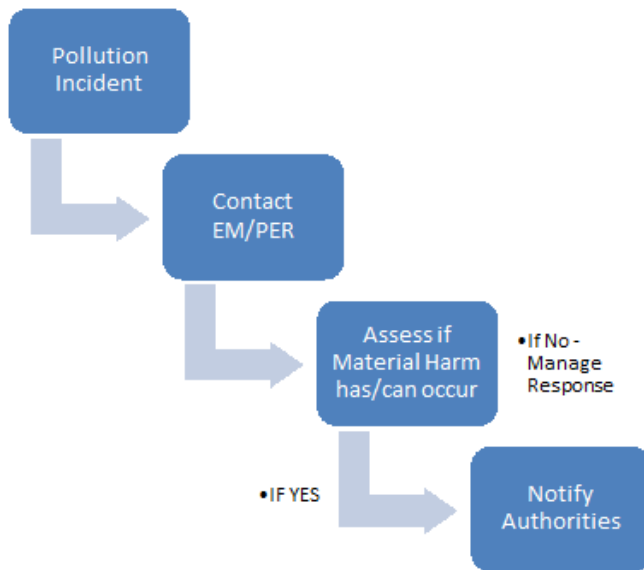 Pollution
Incident
Contact
EM/PER
Assess if
Material Harm
has/can occur
•If No -
Manage
Response
•IF YES
Notify
Authorities